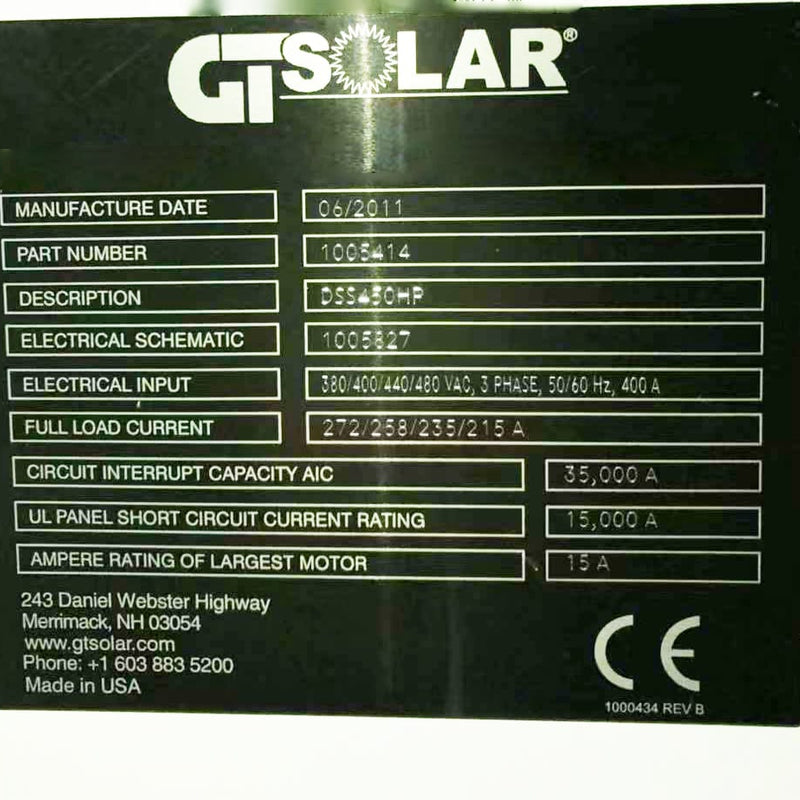 GTSOLAR®
MANUFACTURE DATE 06/2011
PART NUMBER 1005414
DESCRIPTION DSS450HP
ELECTRICAL SCHEMATIC 1005827
ELECTRICAL INPUT 380/400/440/480 VAC, 3 PHASE, 50/60 Hz, 400 A
FULL LOAD CURRENT 272/258/235/215 A
CIRCUIT INTERRUPT CAPACITY AIC 35,000 A
UL PANEL SHORT CIRCUIT CURRENT RATING 15,000 A
AMPERE RATING OF LARGEST MOTOR 15 A
243 Daniel Webster Highway
Merrimack, NH 03054
www.gtsolar.com
Phone: +1 603 883 5200
Made in USA
CE
1000434 REV B